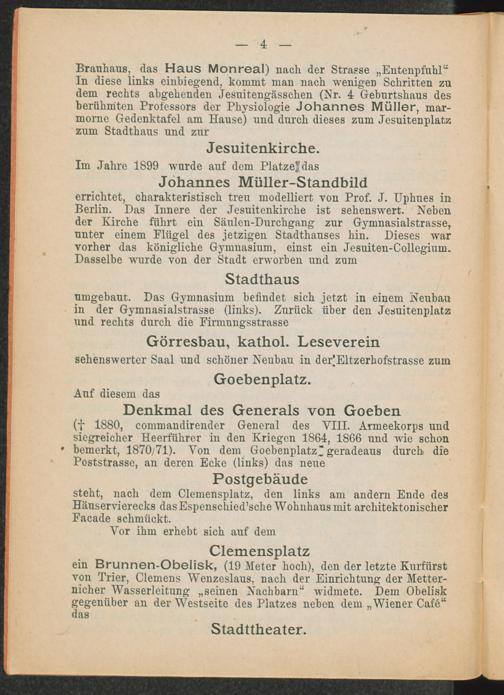 — 4 —
Brauhaus, das Haus Monreal) nach der Strasse „Entenpfuhl“
In diese links einbiegend, kommt man nach wenigen Schritten zu
dem rechts abgehenden Jesuitengässchen (Nr. 4 Geburtshaus des
berühmten Professors der Physiologie Johannes Müller, mar-
morne Gedenktafel am Hause) und durch dieses zum Jesuitenplatz
zum Stadthaus und zur
Jesuitenkirche.
Im Jahre 1899 wurde auf dem Platze das
Johannes Müller-Standbild
errichtet, charakteristisch treu modelliert von Prof. J. Uphues in
Berlin. Das Innere der Jesuitenkirche ist sehenswert. Neben
der Kirche führt ein Säulen-Durchgang zur Gymnasialstrasse,
unter einem Flügel des jetzigen Stadthauses hin. Dieses war
vorher das königliche Gymnasium, einst ein Jesuiten-Collegium.
Dasselbe wurde von der Stadt erworben und zum
Stadthaus
umgebaut. Das Gymnasium befindet sich jetzt in einem Neubau
in der Gymnasialstrasse (links). Zurück über den Jesuitenplatz
und rechts durch die Firmungsstrasse
Görresbau, kathol. Leseverein
sehenswerter Saal und schöner Neubau in der Eltzerhofstrasse zum
Goebenplatz.
Auf diesem das
Denkmal des Generals von Goeben
(† 1880, commandirender General des VIII. Armeekorps und
siegreicher Heerführer in den Kriegen 1864, 1866 und wie schon
bemerkt, 1870/71). Von dem Goebenplatz geradeaus durch die
Poststrasse, an deren Ecke (links) das neue
Postgebäude
steht, nach dem Clemensplatz, den links am andern Ende des
Häuservierecks das Espenschied'sche Wohnhaus mit architektonischer
Facade schmückt.
Vor ihm erhebt sich auf dem
Clemensplatz
ein Brunnen-Obelisk, (19 Meter hoch), den der letzte Kurfürst
von Trier, Clemens Wenzeslaus, nach der Einrichtung der Metter-
nicher Wasserleitung „seinen Nachbarn“ widmete. Dem Obelisk
gegenüber an der Westseite des Platzes neben dem „Wiener Café“
das
Stadttheater.